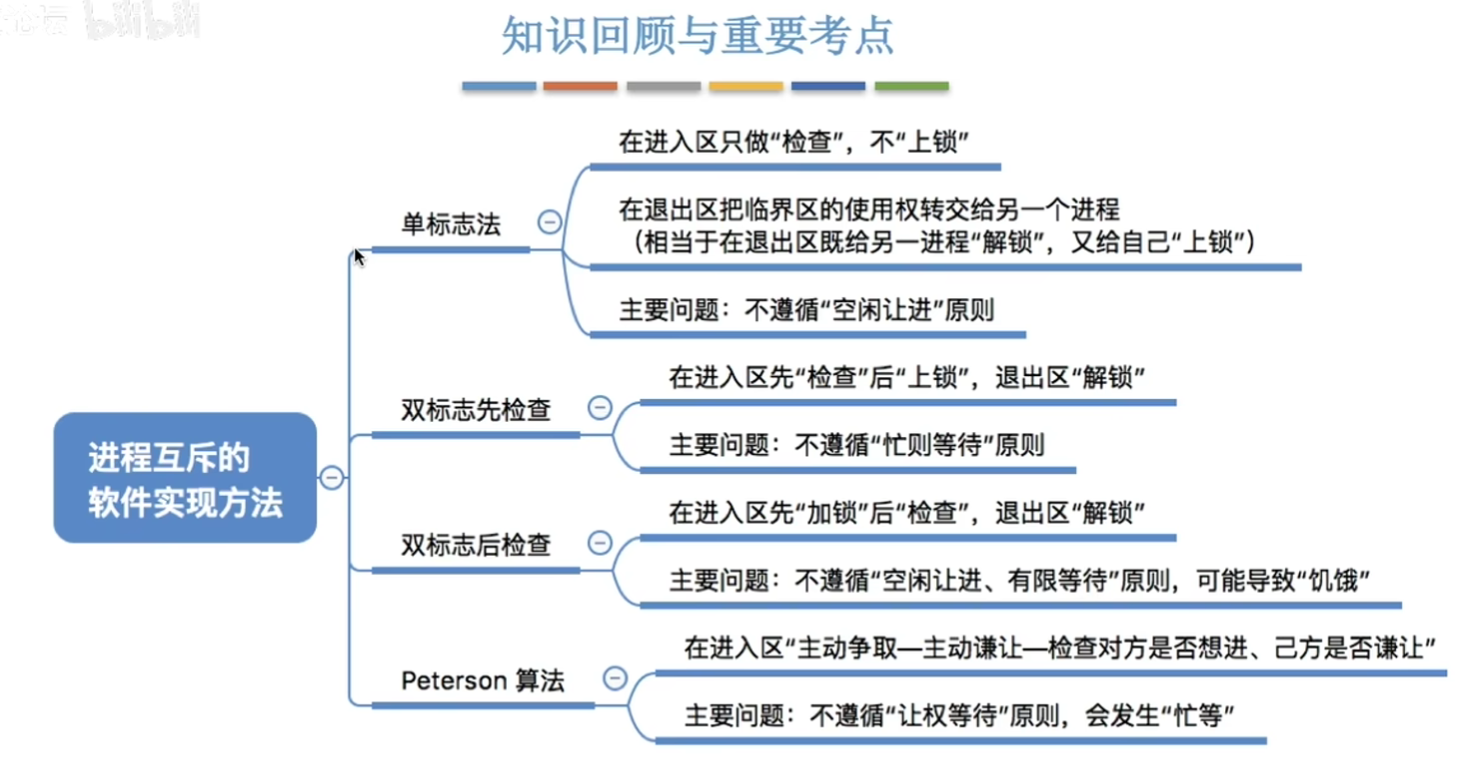 论坛 bilibili
知识回顾与重要考点
在进入区只做“检查”，不“上锁”
单标志法
在退出区把临界区的使用权转交给另一个进程
（相当于在退出区既给另一进程“解锁”，又给自己“上锁”）
主要问题：不遵循“空闲让进”原则
进程互斥的
软件实现方法
双标志先检查
在进入区先“检查”后“上锁”，退出区“解锁”
主要问题：不遵循“忙则等待”原则
双标志后检查
在进入区先“加锁”后“检查”，退出区“解锁”
主要问题：不遵循“空闲让进、有限等待”原则，可能导致“饥饿”
Peterson 算法
在进入区“主动争取—主动谦让—检查对方是否想进、己方是否谦让”
主要问题：不遵循“让权等待”原则，会发生“忙等”